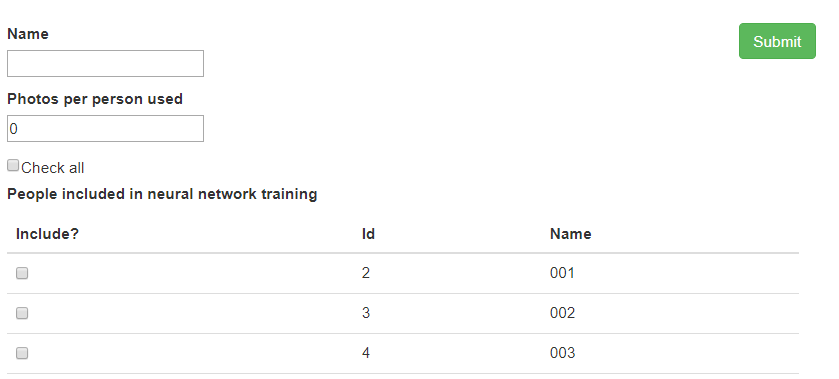 Name
Submit
Photos per person used
0
Check all
People included in neural network training
Include? Id Name
2 001
3 002
4 003